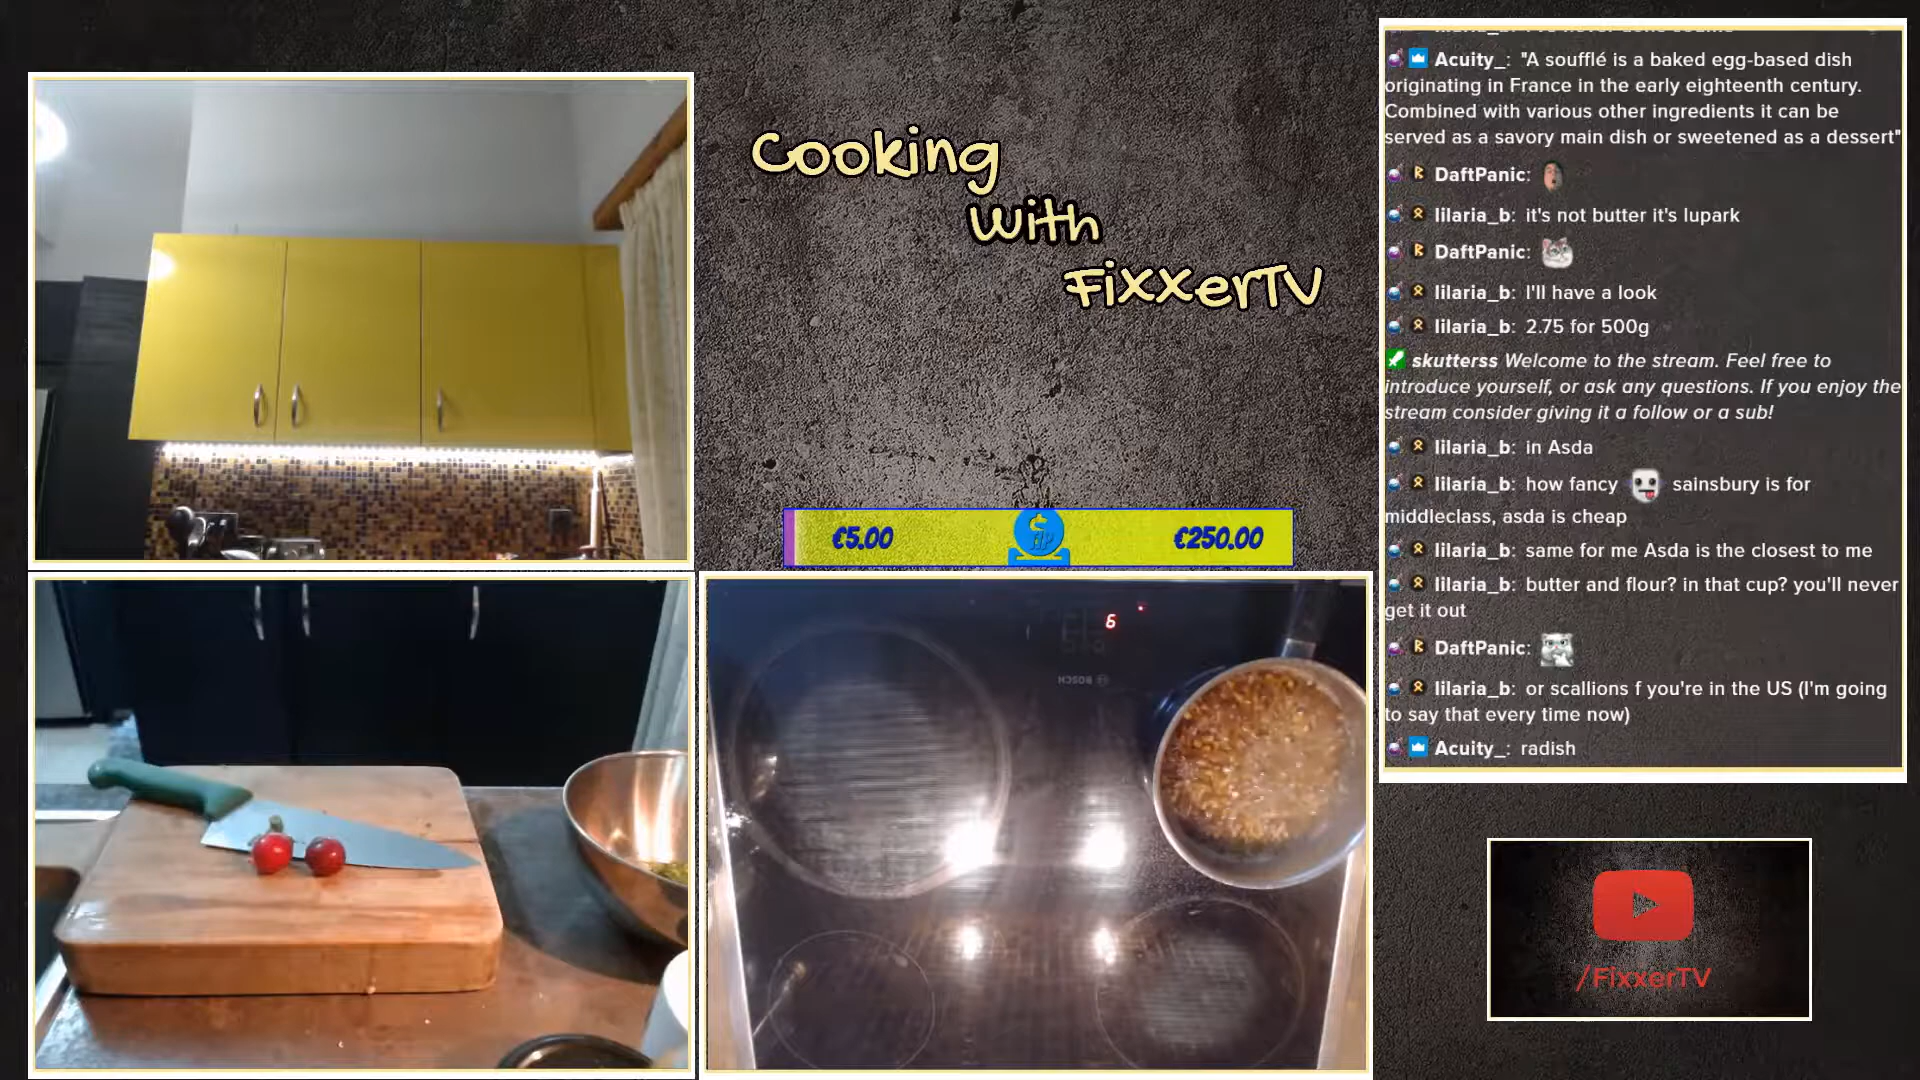 Cooking
With
FixxerTV
€5.00
€250.00
6
BOSCH
Acuity_: "A soufflé is a baked egg-based dish
originating in France in the early eighteenth century.
Combined with various other ingredients it can be
served as a savory main dish or sweetened as a dessert"
DaftPanic:
lilaria_b: it's not butter it's lupark
DaftPanic:
lilaria_b: I'll have a look
lilaria_b: 2.75 for 500g
skutterss Welcome to the stream. Feel free to
introduce yourself, or ask any questions. If you enjoy the
stream consider giving it a follow or a sub!
lilaria_b: in Asda
lilaria_b: how fancy sainsbury is for
middleclass, asda is cheap
lilaria_b: same for me Asda is the closest to me
lilaria_b: butter and flour? in that cup? you'll never
get it out
DaftPanic:
lilaria_b: or scallions f you're in the US (I'm going
to say that every time now)
Acuity_: radish
/FixxerTV